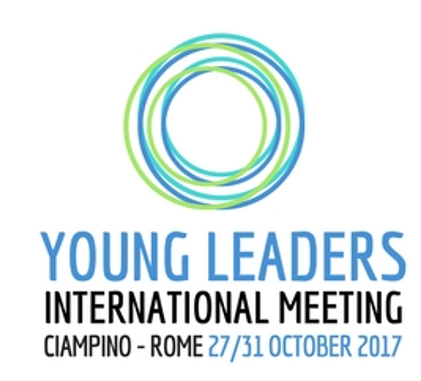 YOUNG LEADERS
INTERNATIONAL MEETING
CIAMPINO - ROME 27/31 OCTOBER 2017